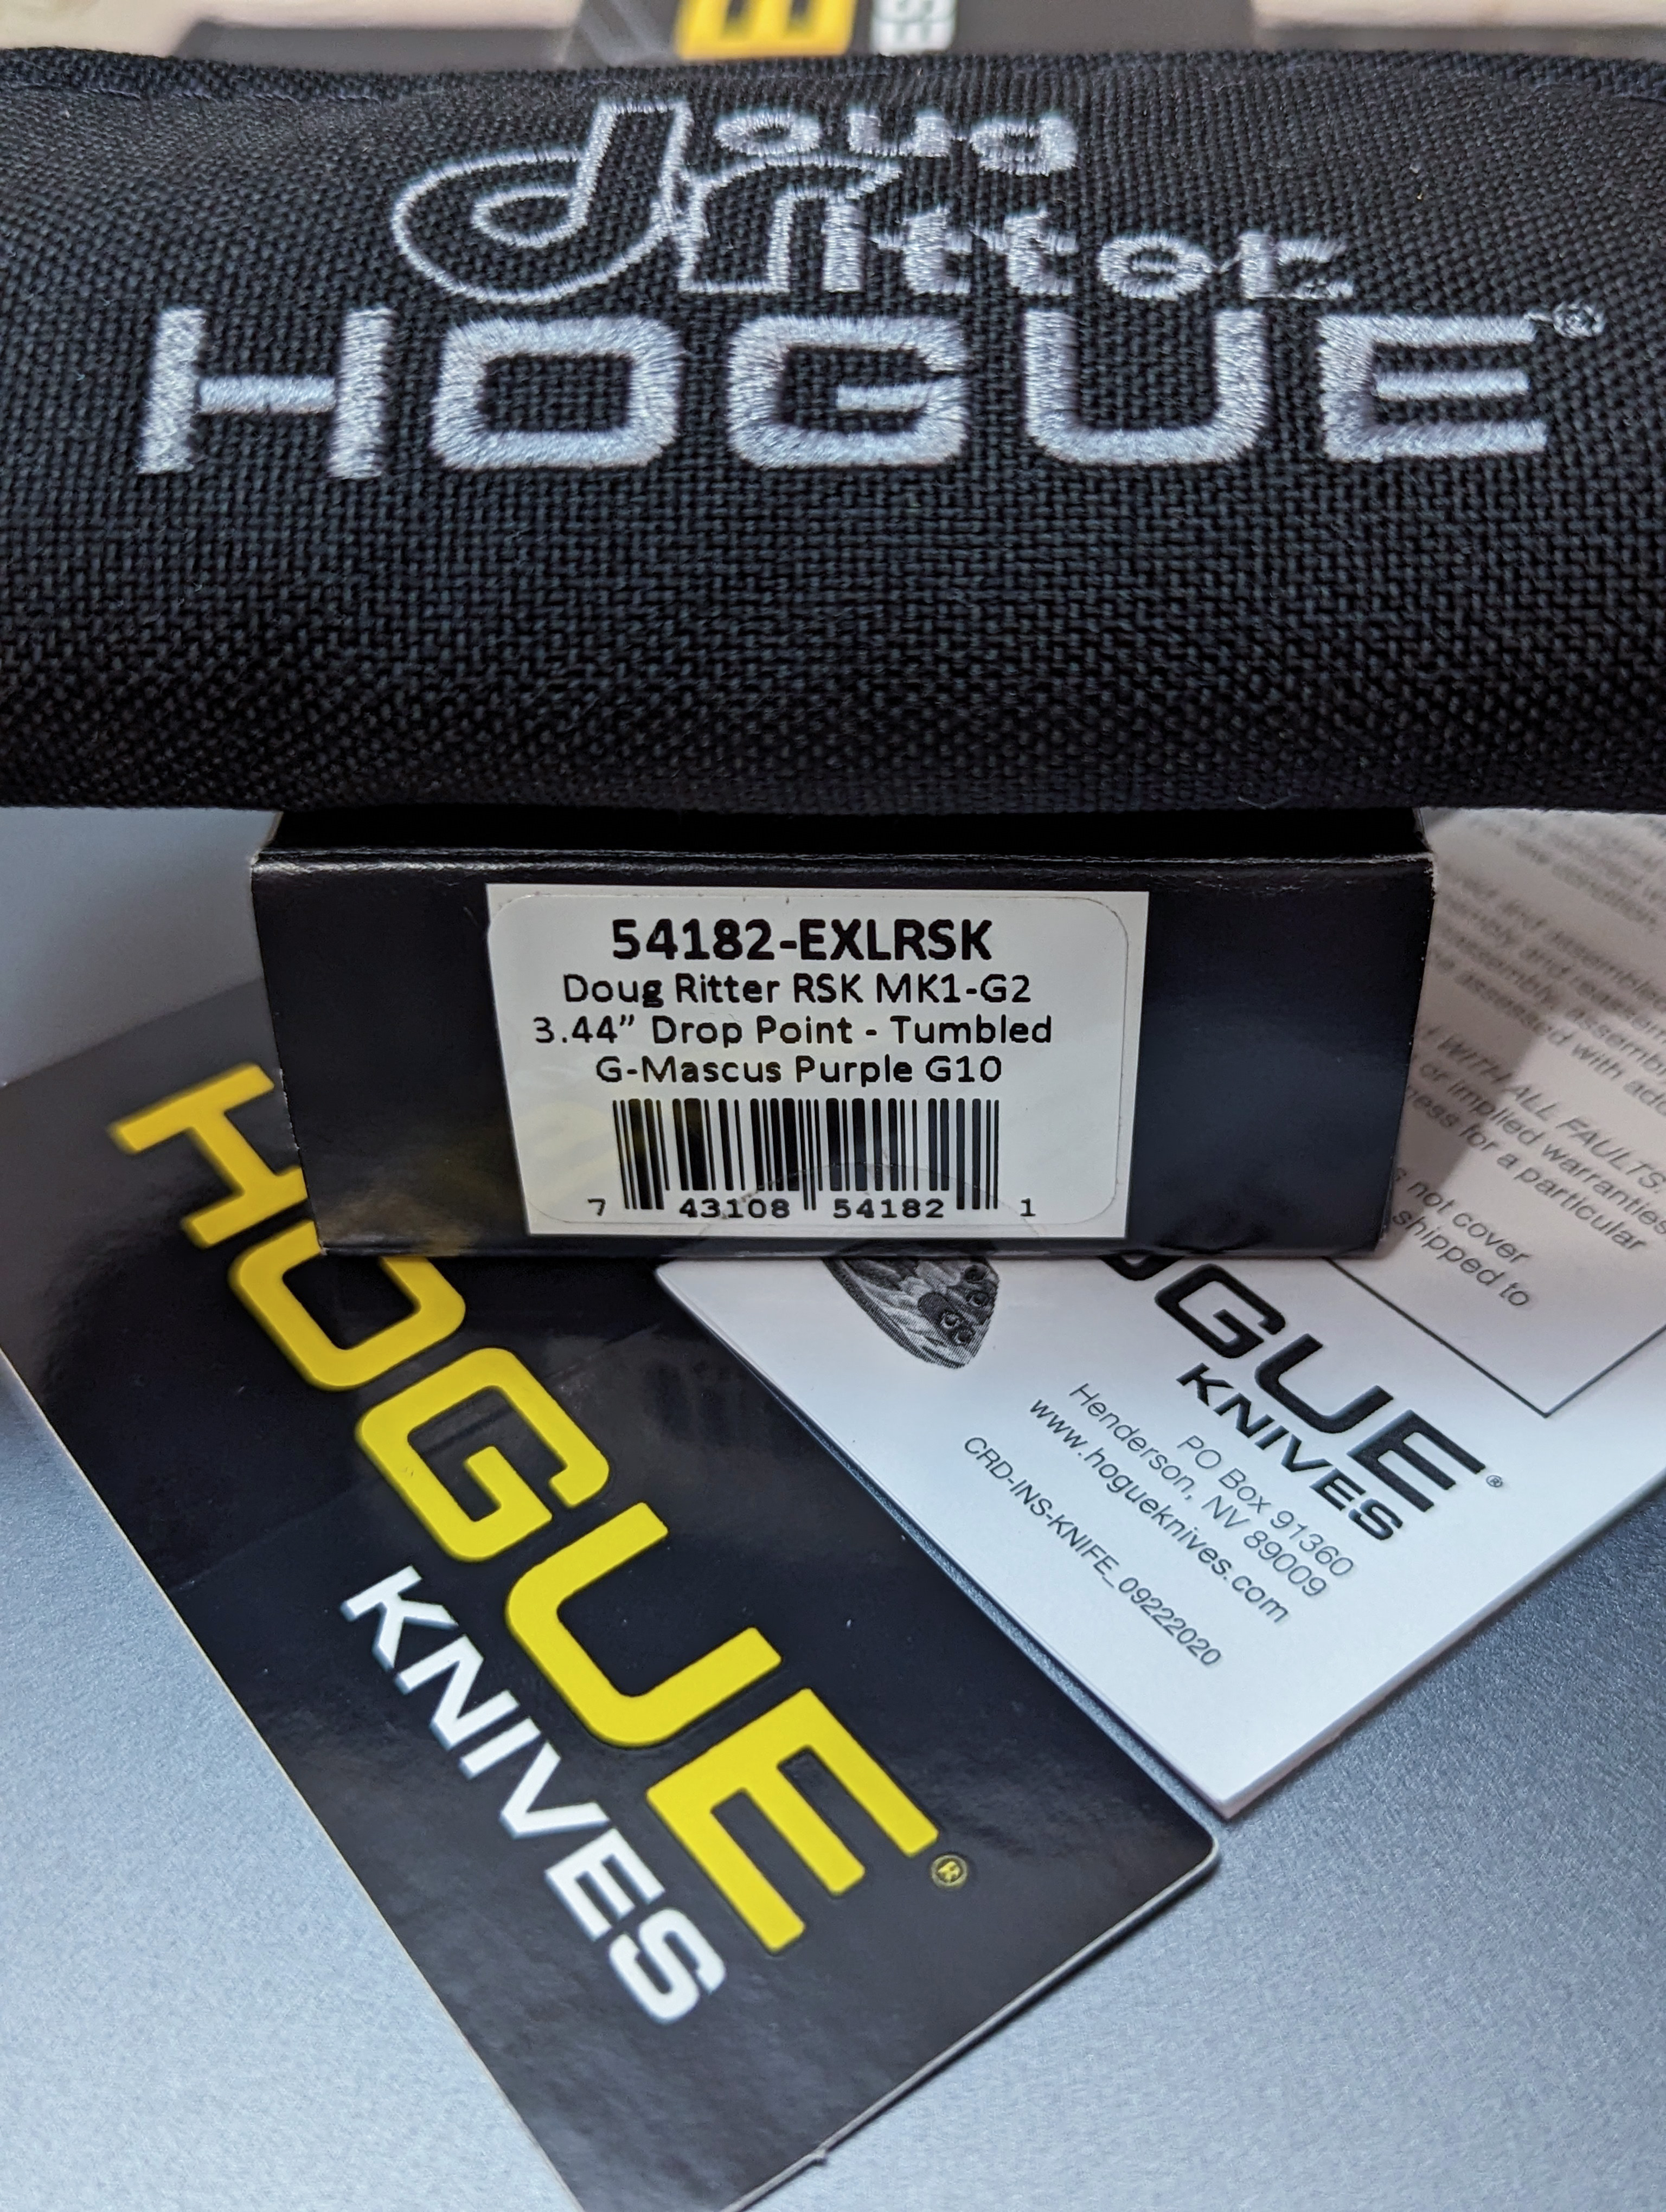 doug
ritter
HOGUE®
54182-EXLRSK
Doug Ritter RSK MK1-G2
3.44” Drop Point - Tumbled
G-Mascus Purple G10
7 43108 54182 1
HOGUE®
KNIVES
OGUE®
KNIVES
PO Box 91360
Henderson, NV 89009
www.hogueknives.com
CRD-INS-KNIFE_09222020
WITH ALL FAULTS.
or implied warranties
ness for a particular
not cover
shipped to